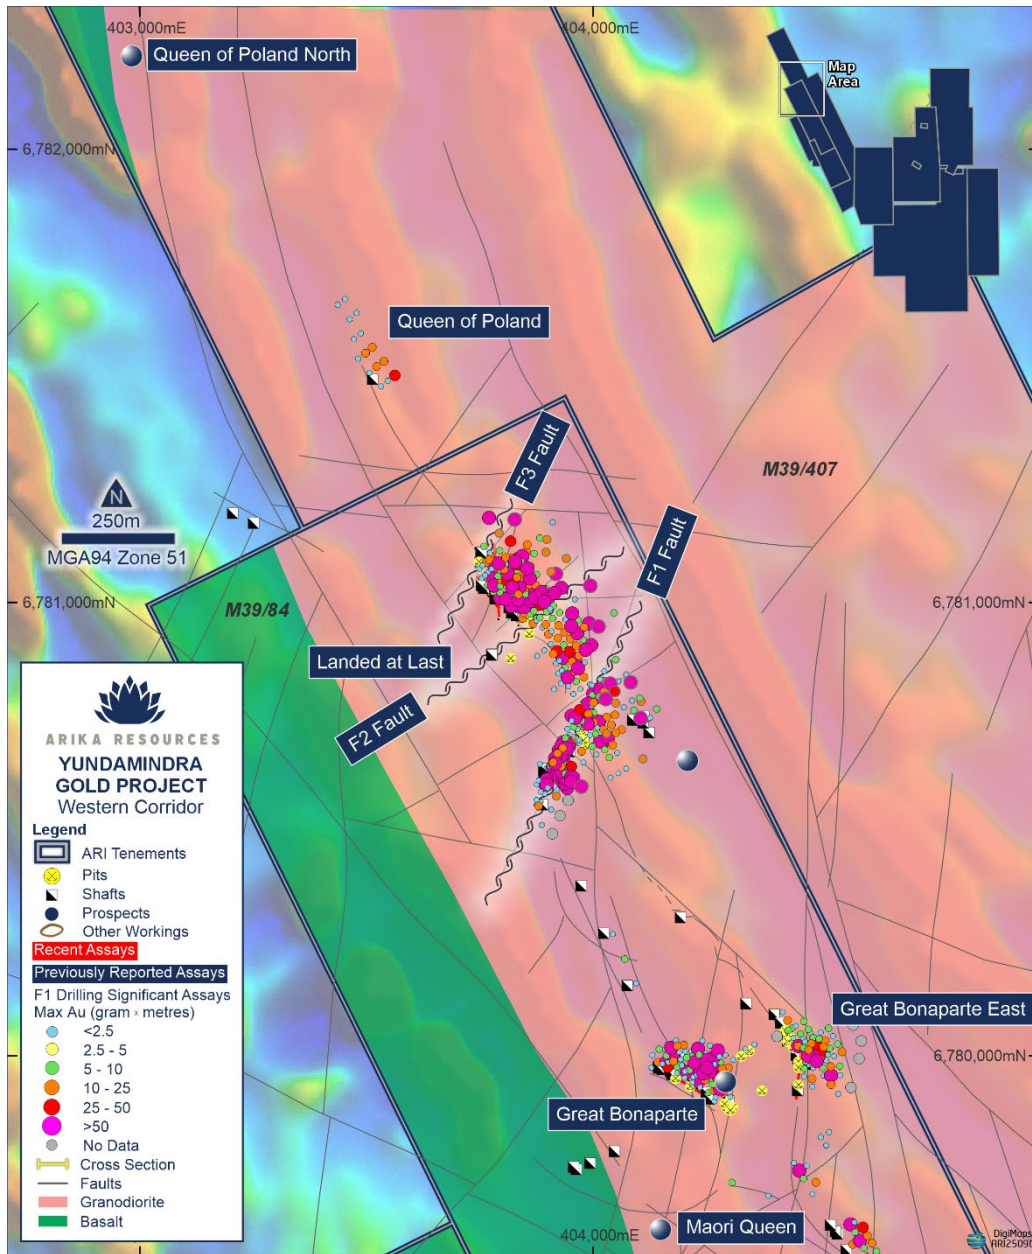 403,000mE
404,000mE
Queen of Poland North
Map
Area
6,782,000mN
Queen of Poland
F3 Fault
M39/407
N
250m
MGA94 Zone 51
F1 Fault
6,781,000mN
6,781,000mN
M39/84
Landed at Last
F2 Fault
ARIKA RESOURCES
YUNDAMINDRA
GOLD PROJECT
Western Corridor
Legend
ARI Tenements
Pits
Shafts
Prospects
Other Workings
Recent Assays
Previously Reported Assays
F1 Drilling Significant Assays
Max Au (gram x metres)
<2.5
2.5 - 5
5 - 10
10 - 25
25 - 50
>50
No Data
Cross Section
Faults
Granodiorite
Basalt
Great Bonaparte East
6,780,000mN
Great Bonaparte
404,000mE
Maori Queen
DigiMaps